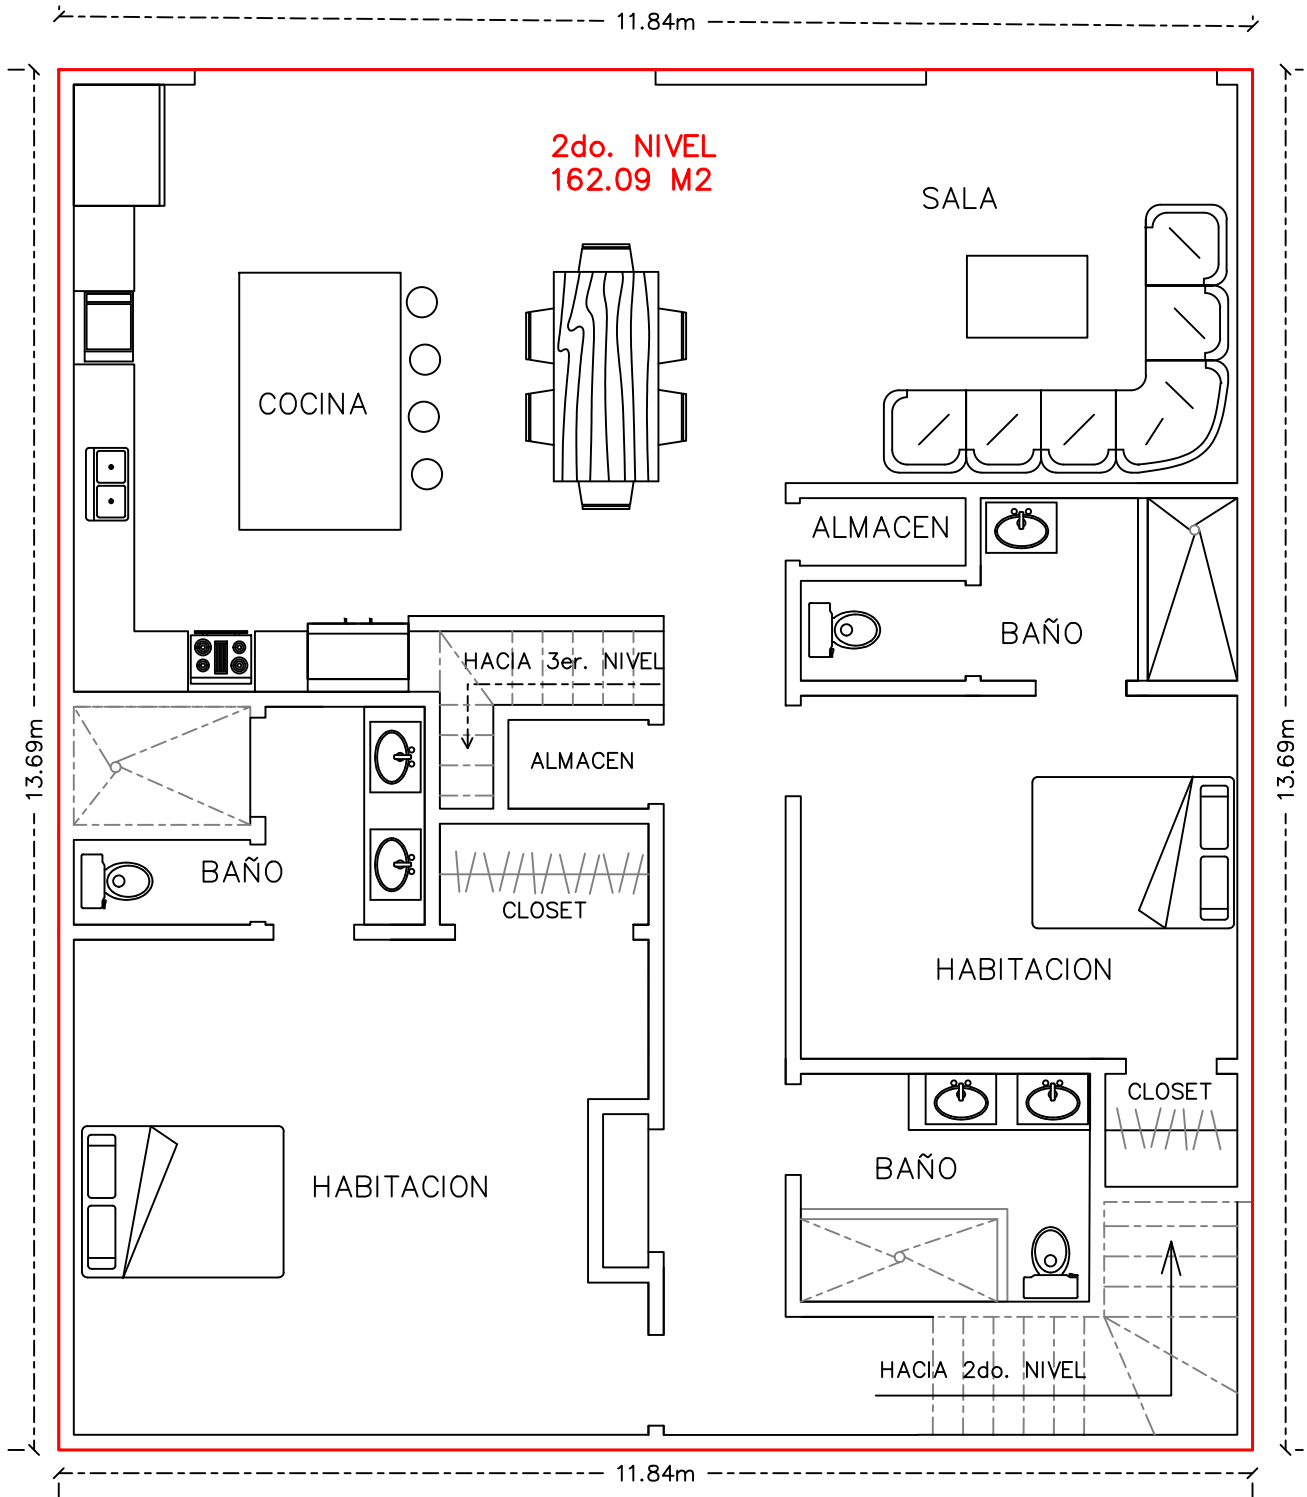 11.84m
2do. NIVEL
162.09 M2
SALA
COCINA
ALMACEN
BAÑO
HACIA 3er. NIVEL
13.69m
13.69m
ALMACEN
BAÑO
CLOSET
HABITACION
CLOSET
BAÑO
HABITACION
HACIA 2do. NIVEL
11.84m